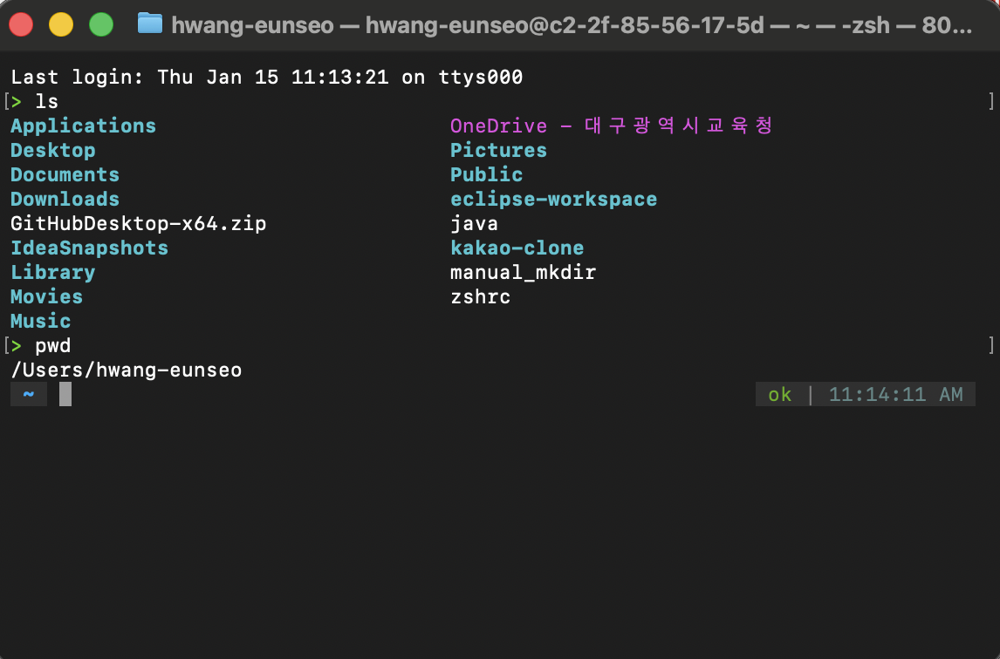 hwang-eunseo — hwang-eunseo@c2-2f-85-56-17-5d — ~ — -zsh — 80...
Last login: Thu Jan 15 11:13:21 on ttys000
[> ls ]
Applications OneDrive - 대구광역시교육청
Desktop Pictures
Documents Public
Downloads eclipse-workspace
GitHubDesktop-x64.zip java
IdeaSnapshots kakao-clone
Library manual_mkdir
Movies zshrc
Music
[> pwd ]
/Users/hwang-eunseo
~ ok | 11:14:11 AM